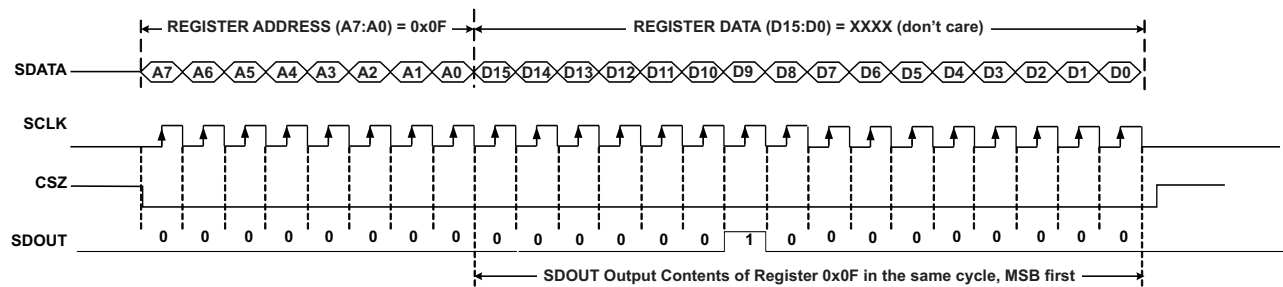 REGISTER ADDRESS (A7:A0) = 0x0F REGISTER DATA (D15:D0) = XXXX (don't care)
SDATA A7 A6 A5 A4 A3 A2 A1 A0 D15 D14 D13 D12 D11 D10 D9 D8 D7 D6 D5 D4 D3 D2 D1 D0
SCLK
CSZ
SDOUT 0 0 0 0 0 0 0 0 0 0 0 0 0 0 1 0 0 0 0 0 0 0 0 0
SDOUT Output Contents of Register 0x0F in the same cycle, MSB first